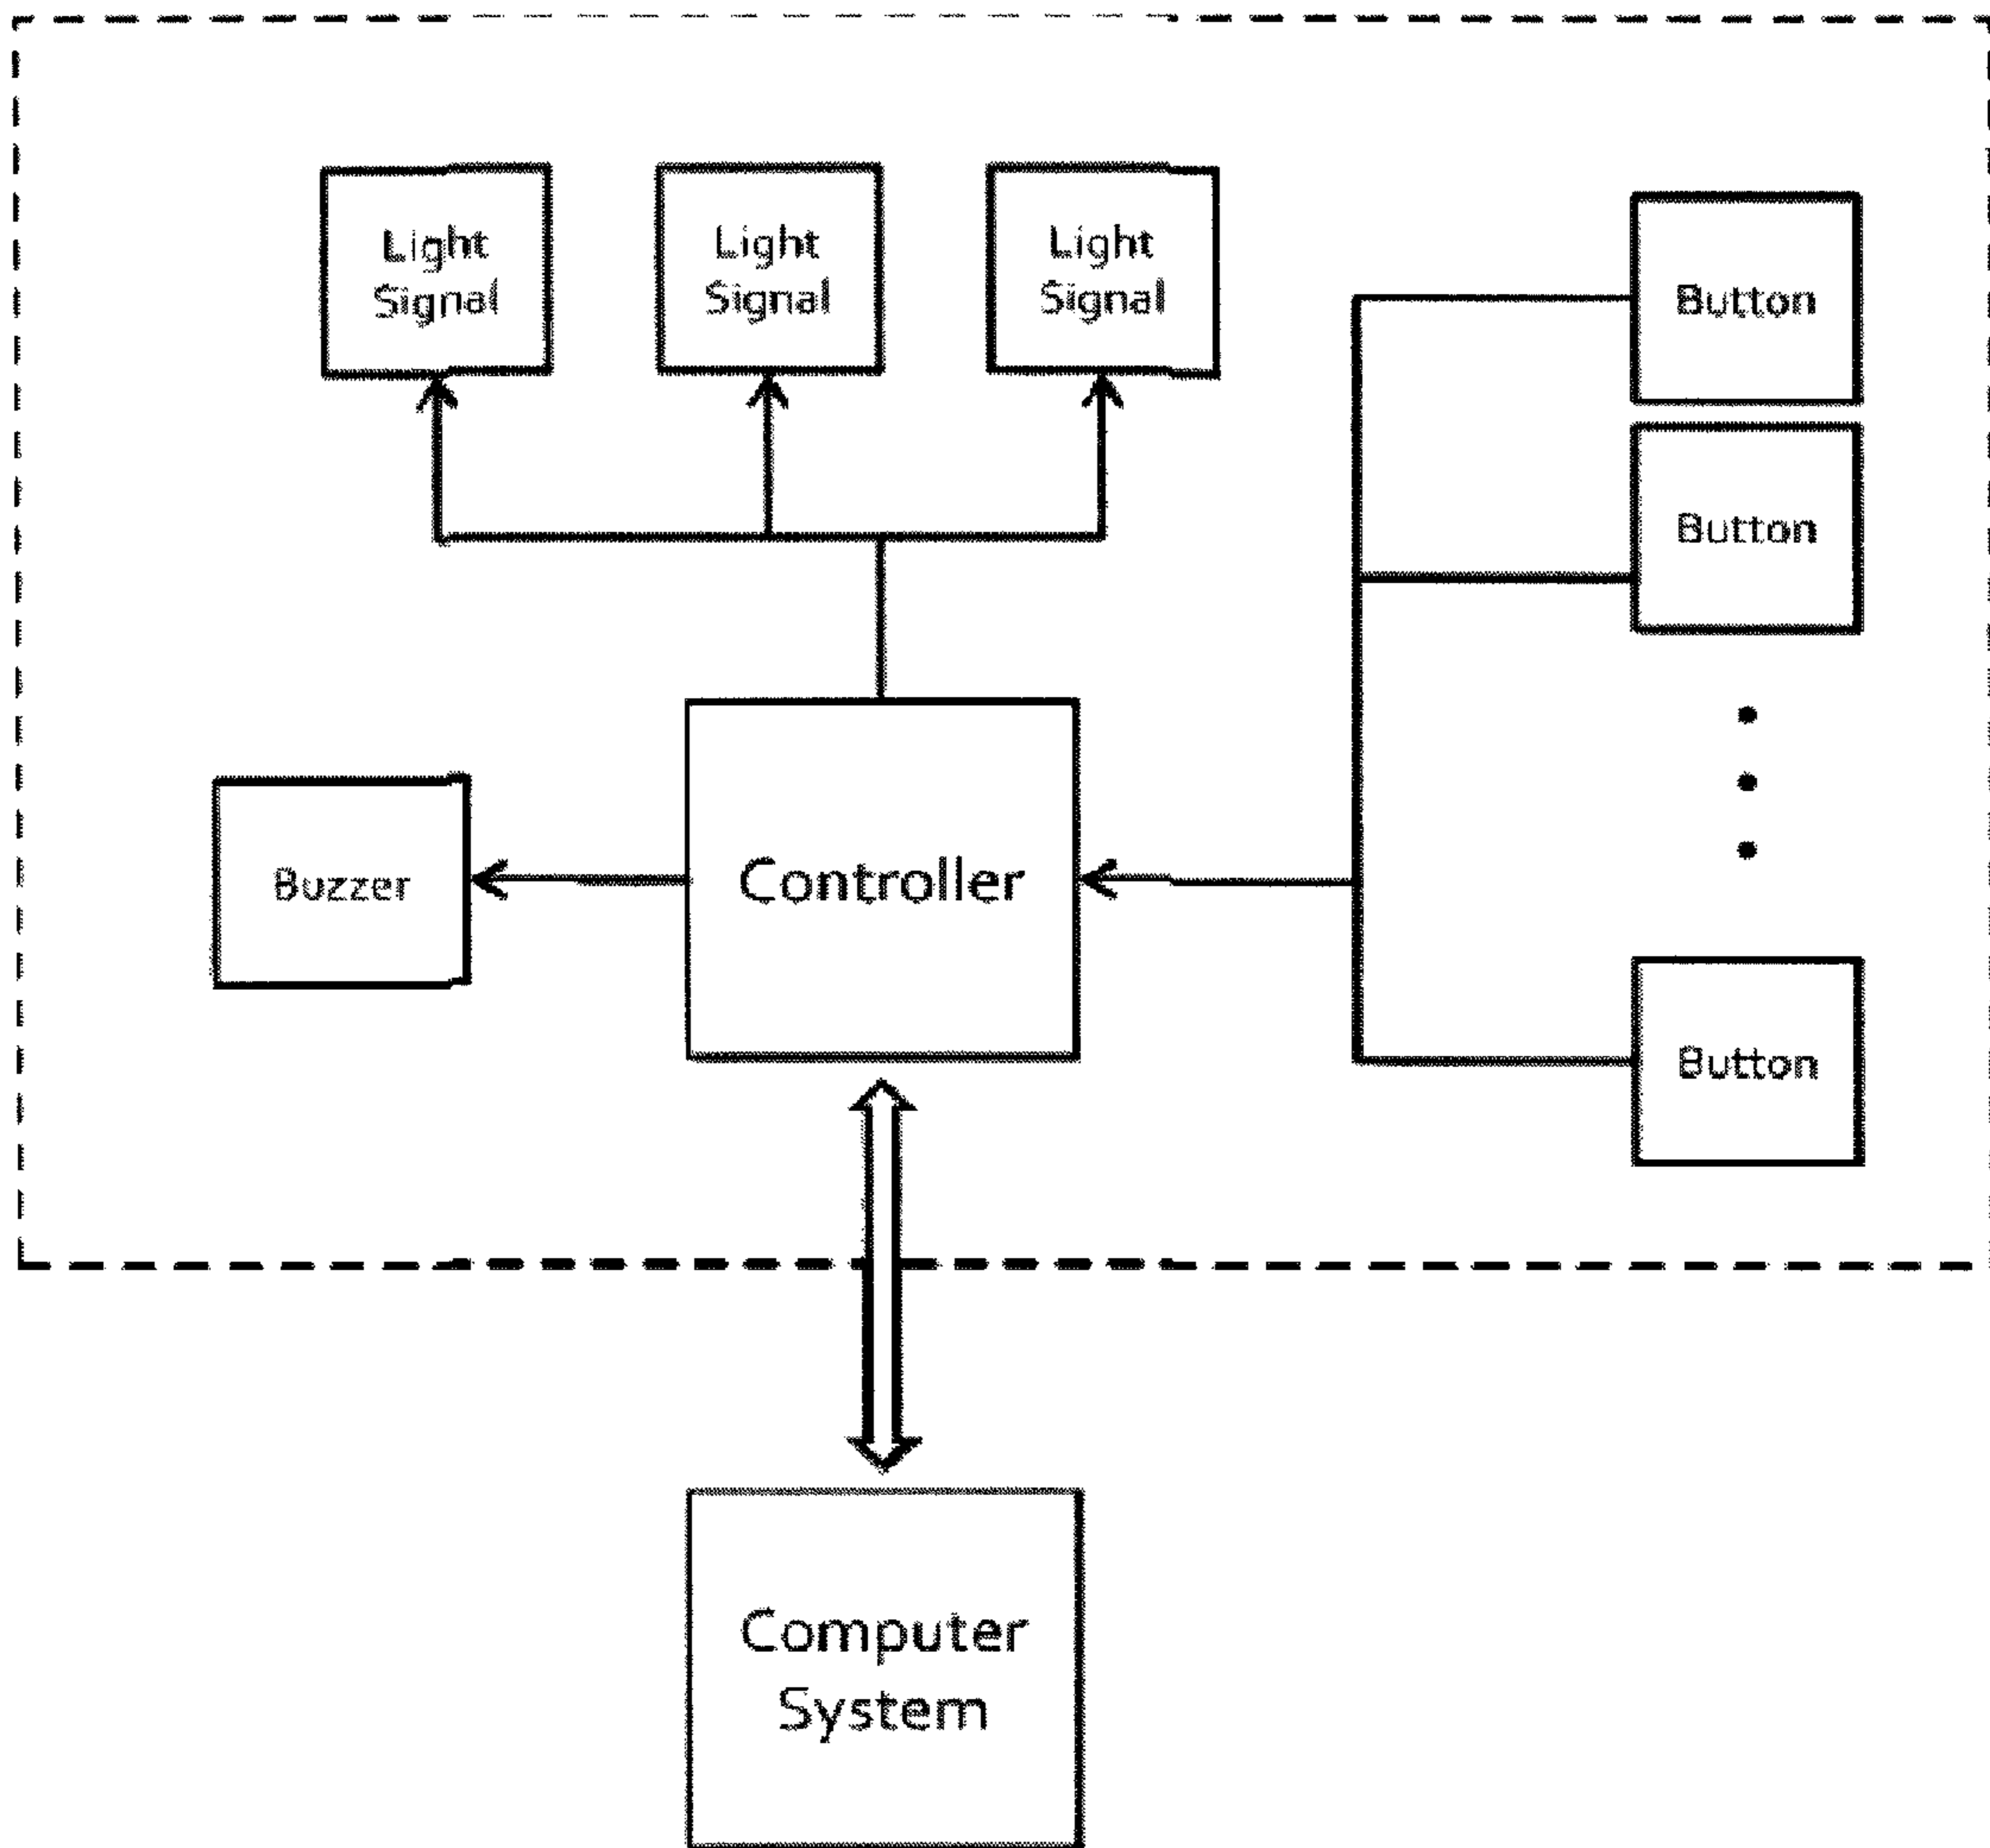 Light
Signal
Light
Signal
Light
Signal
Button
Button
Buzzer
Controller
Button
Computer
System